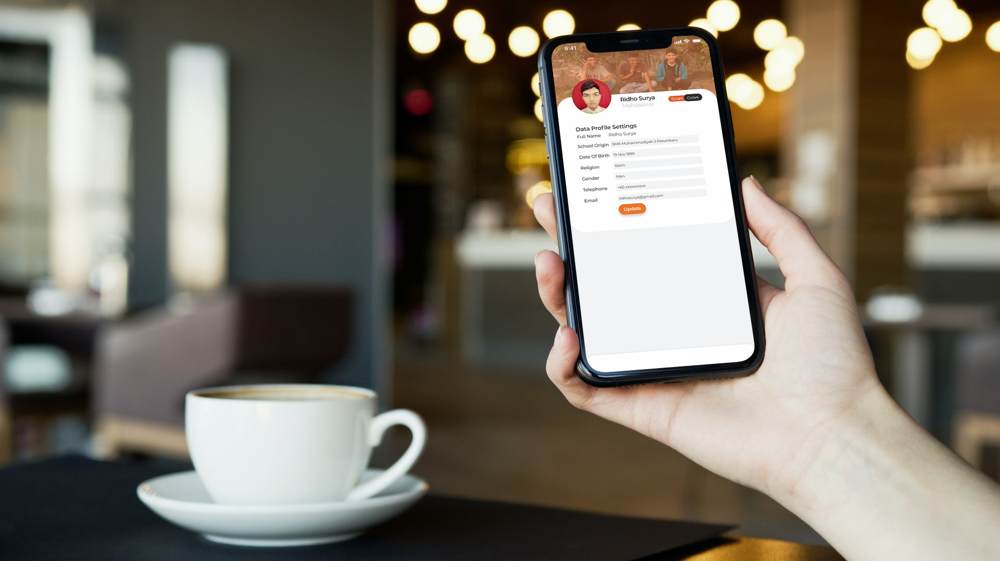 9:41
Ridho Surya
Light Dark
Mahasiswa
Data Profile Settings
Full Name Ridho Surya
School Origin SMK Muhammadiyah 2 Pekanbaru
Date Of Birth 19 Nov 1999
Religion Islam
Gender Men
Telephone +62-xxxxxxxxxx
Email ridhosurya@gmail.com
Update